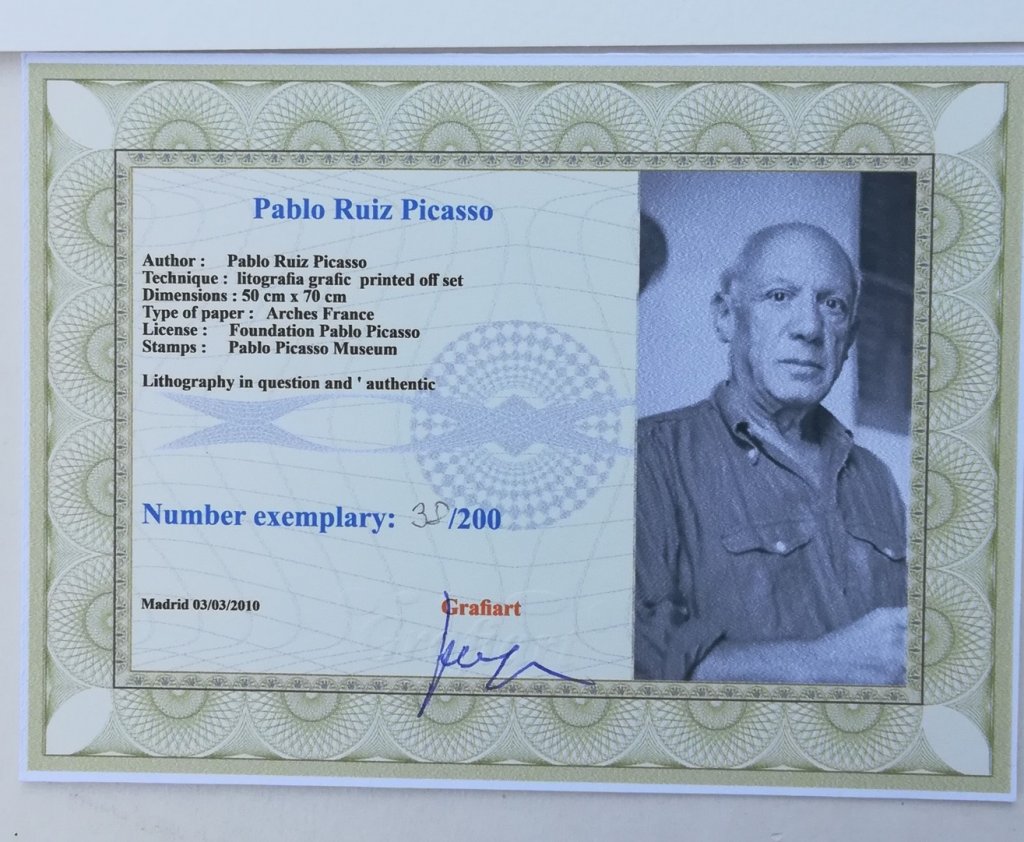 Pablo Ruiz Picasso
Author : Pablo Ruiz Picasso
Technique : litografia grafic printed off set
Dimensions : 50 cm x 70 cm
Type of paper : Arches France
License : Foundation Pablo Picasso
Stamps : Pablo Picasso Museum
Lithography in question and ' authentic
Number exemplary: 38/200
Madrid 03/03/2010
Grafiart